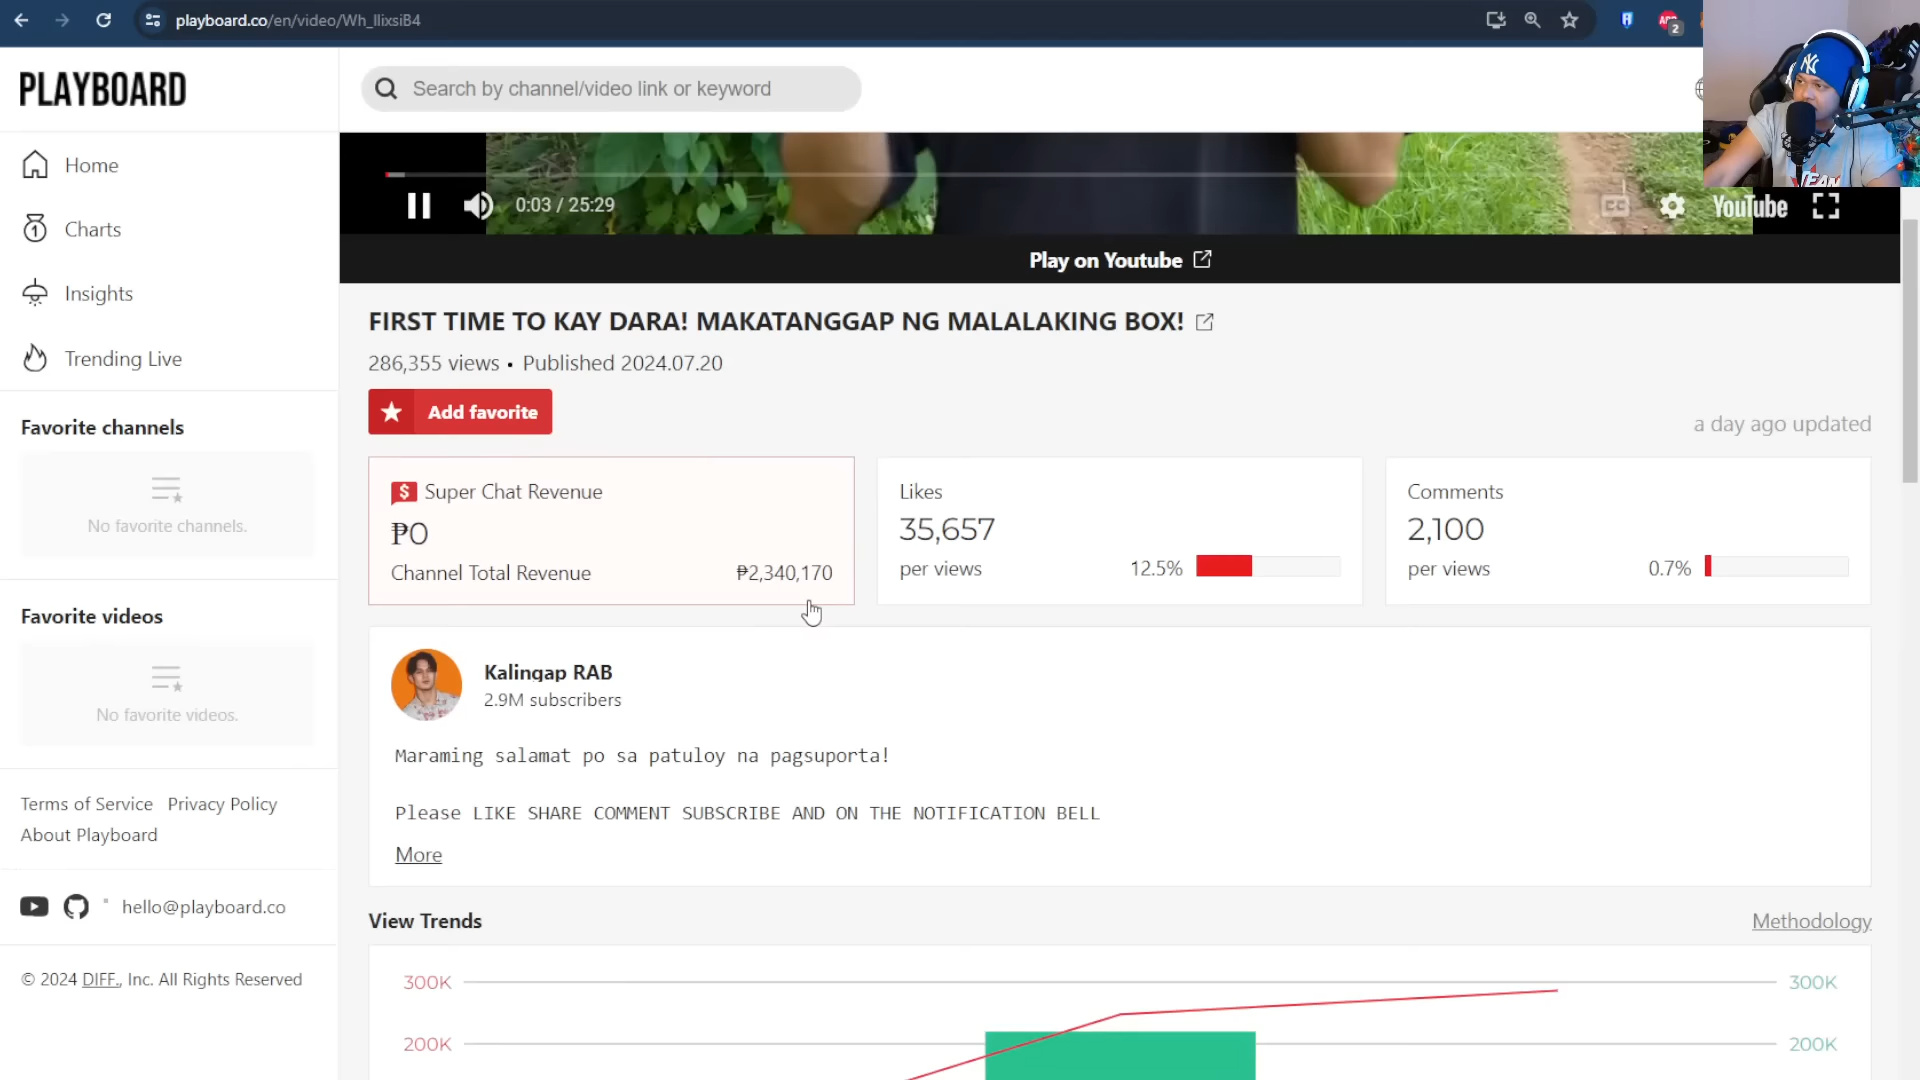 playboard.co/en/video/Wh_IlixsiB4
2
PLAYBOARD
Search by channel/video link or keyword
Home
Charts
Insights
Trending Live
Favorite channels
No favorite channels.
Favorite videos
No favorite videos.
Terms of Service Privacy Policy
About Playboard
hello@playboard.co
© 2024 DIFF., Inc. All Rights Reserved
0:03 / 25:29
YouTube
Play on Youtube
FIRST TIME TO KAY DARA! MAKATANGGAP NG MALALAKING BOX!
286,355 views • Published 2024.07.20
Add favorite
a day ago updated
Super Chat Revenue
₱0
Channel Total Revenue ₱2,340,170
Likes
35,657
per views 12.5%
Comments
2,100
per views 0.7%
Kalingap RAB
2.9M subscribers
Maraming salamat po sa patuloy na pagsuporta!
Please LIKE SHARE COMMENT SUBSCRIBE AND ON THE NOTIFICATION BELL
More
View Trends
Methodology
300K 300K
200K 200K